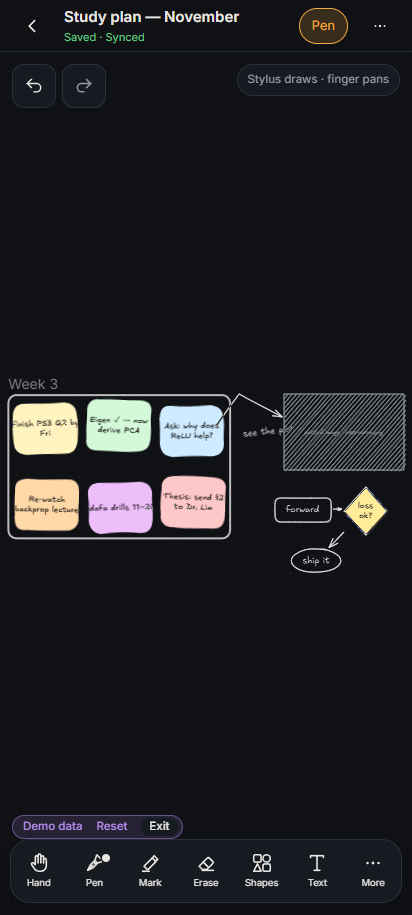 Study plan — November
Saved · Synced
Pen
Stylus draws · finger pans
Week 3
Finish PS3 Q2 by
Fri
Eigen ✓ — now
derive PCA
Ask: why does
ReLU help?
see the
Re-watch
backprop lecture
drills 11–
Thesis: send §2
to Dr. Lin
forward
loss
ok?
ship it
Demo data Reset Exit
Hand Pen Mark Erase Shapes Text More